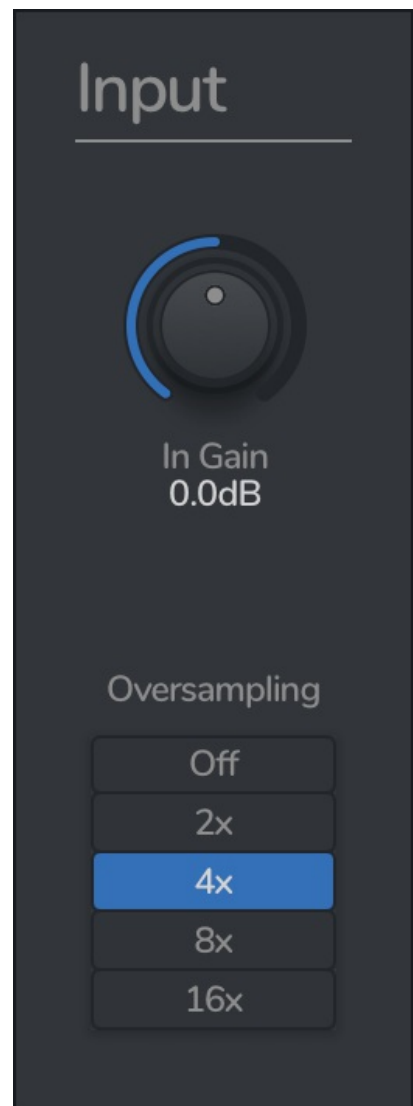 Input
In Gain
0.0dB
Oversampling
Off
2x
4x
8x
16x